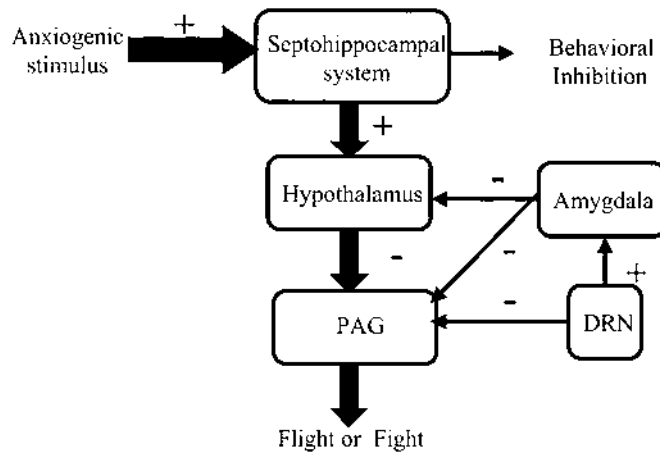 Anxiogenic
stimulus
+
Septohippocampal
system
Behavioral
Inhibition
+
Hypothalamus
-
Amygdala
-
-
+
PAG
-
DRN
Flight or Fight